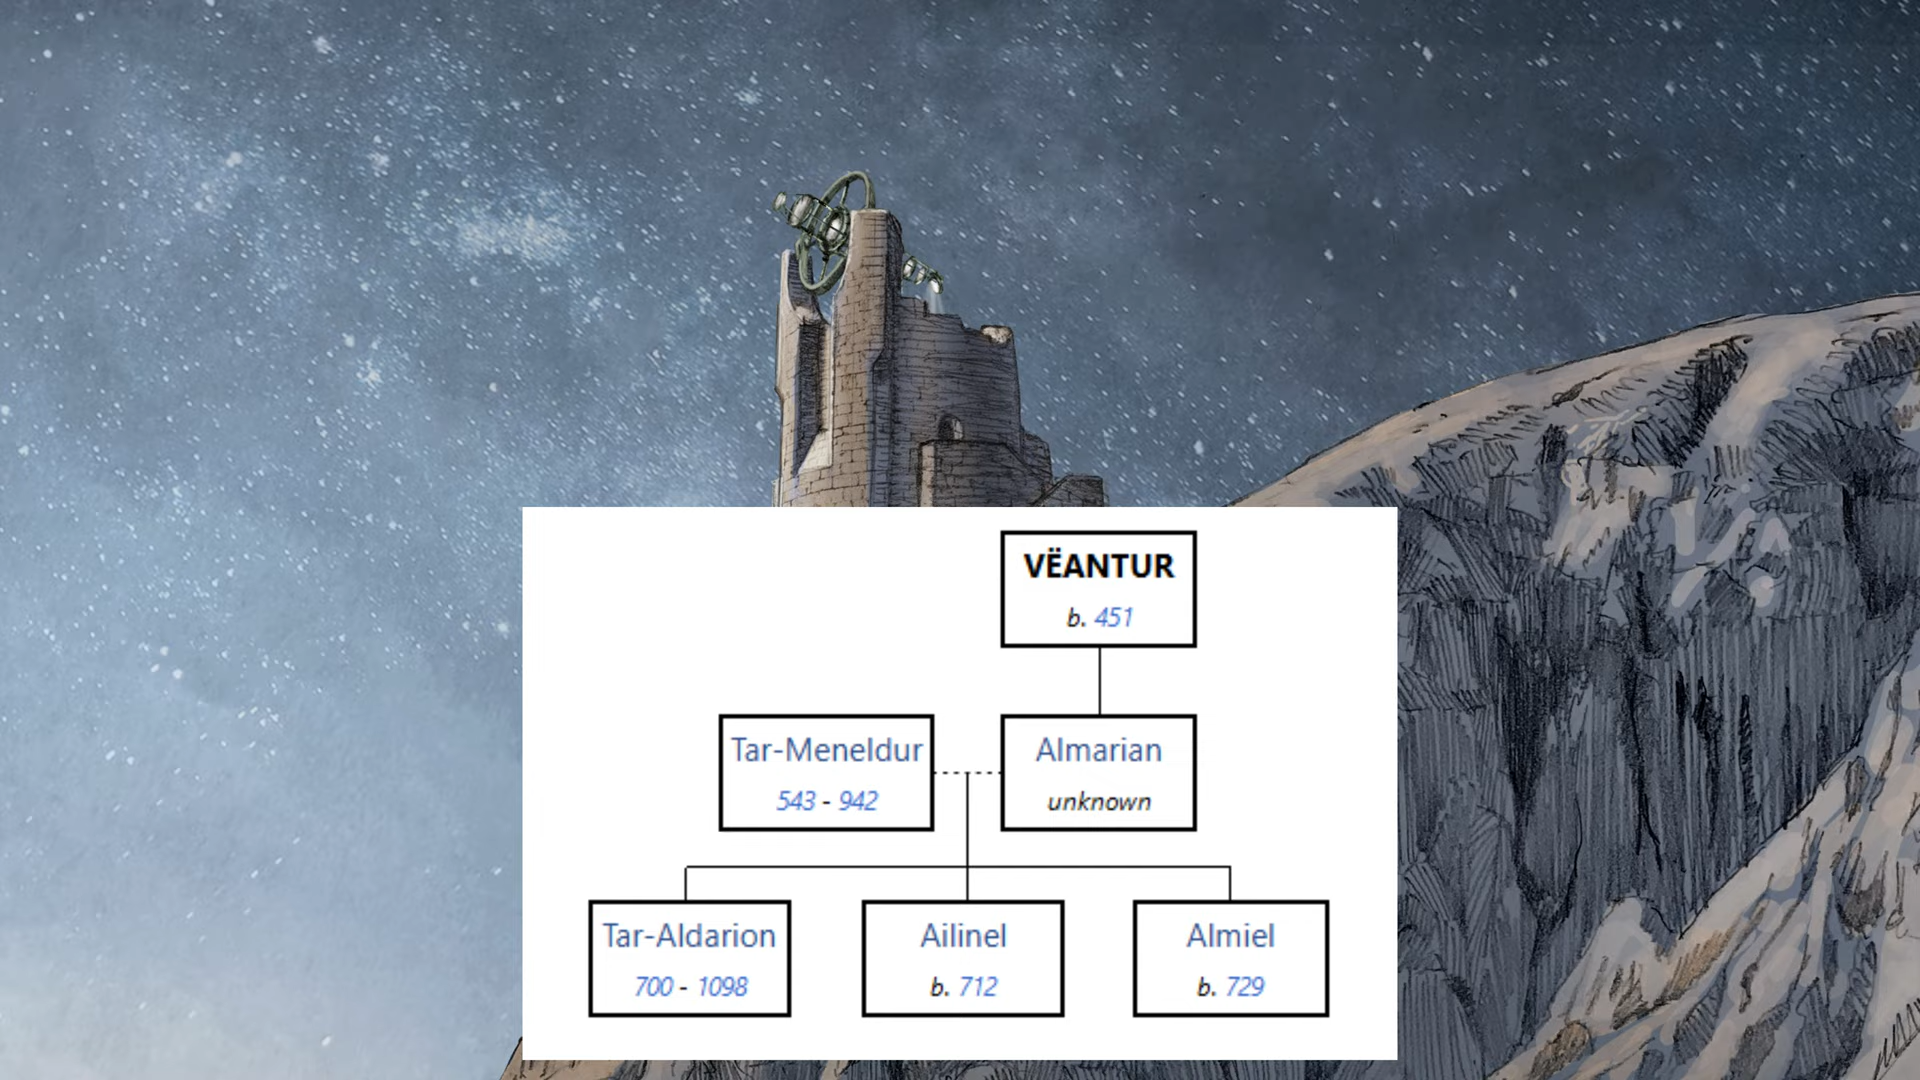 VËANTUR
b. 451
Tar-Meneldur
543 - 942
Almarian
unknown
Tar-Aldarion
700 - 1098
Ailinel
b. 712
Almiel
b. 729